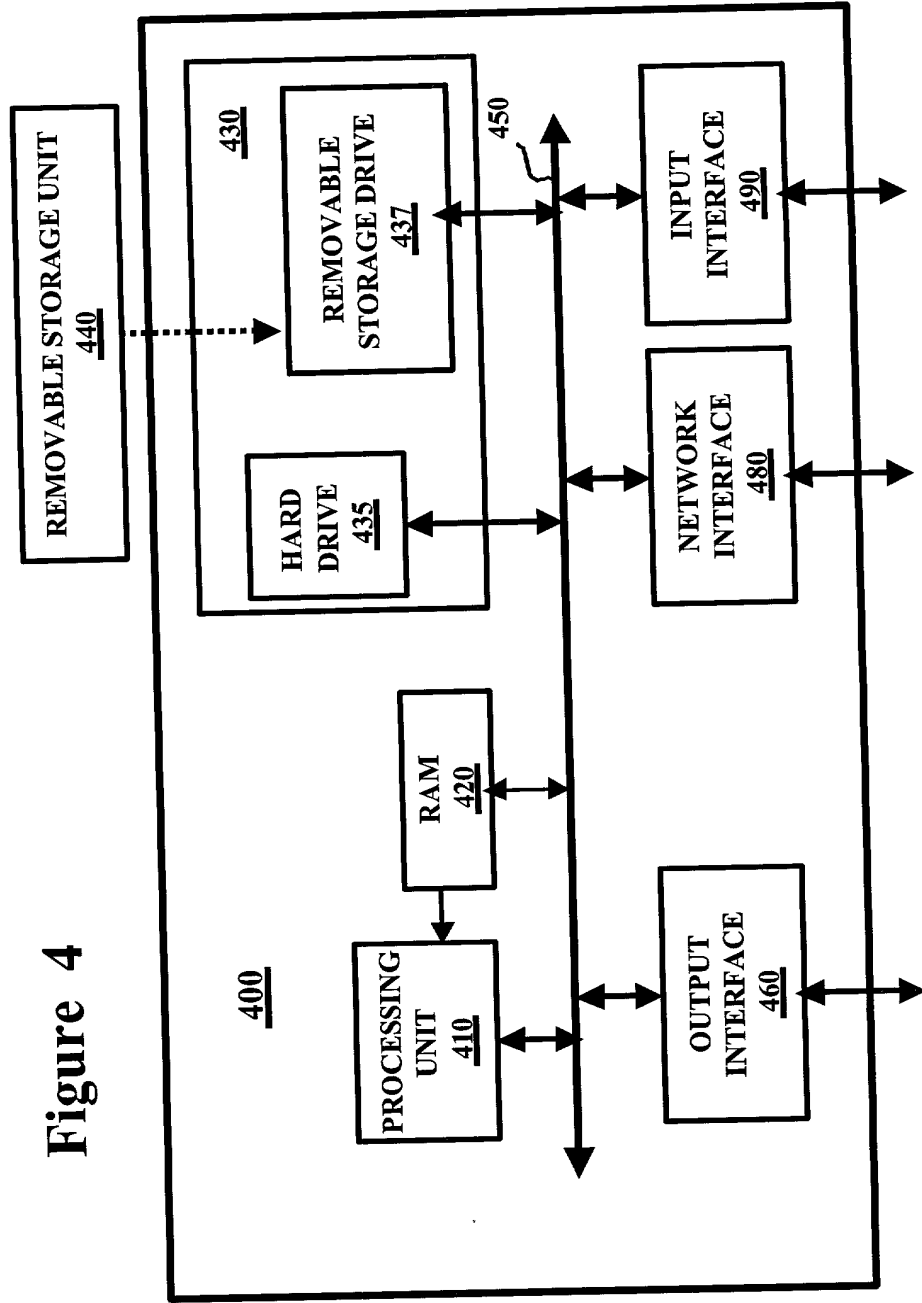 Figure 4
REMOVABLE STORAGE UNIT
440
400
430
PROCESSING
UNIT
410
RAM
420
HARD
DRIVE
435
REMOVABLE
STORAGE DRIVE
437
450
OUTPUT
INTERFACE
460
NETWORK
INTERFACE
480
INPUT
INTERFACE
490